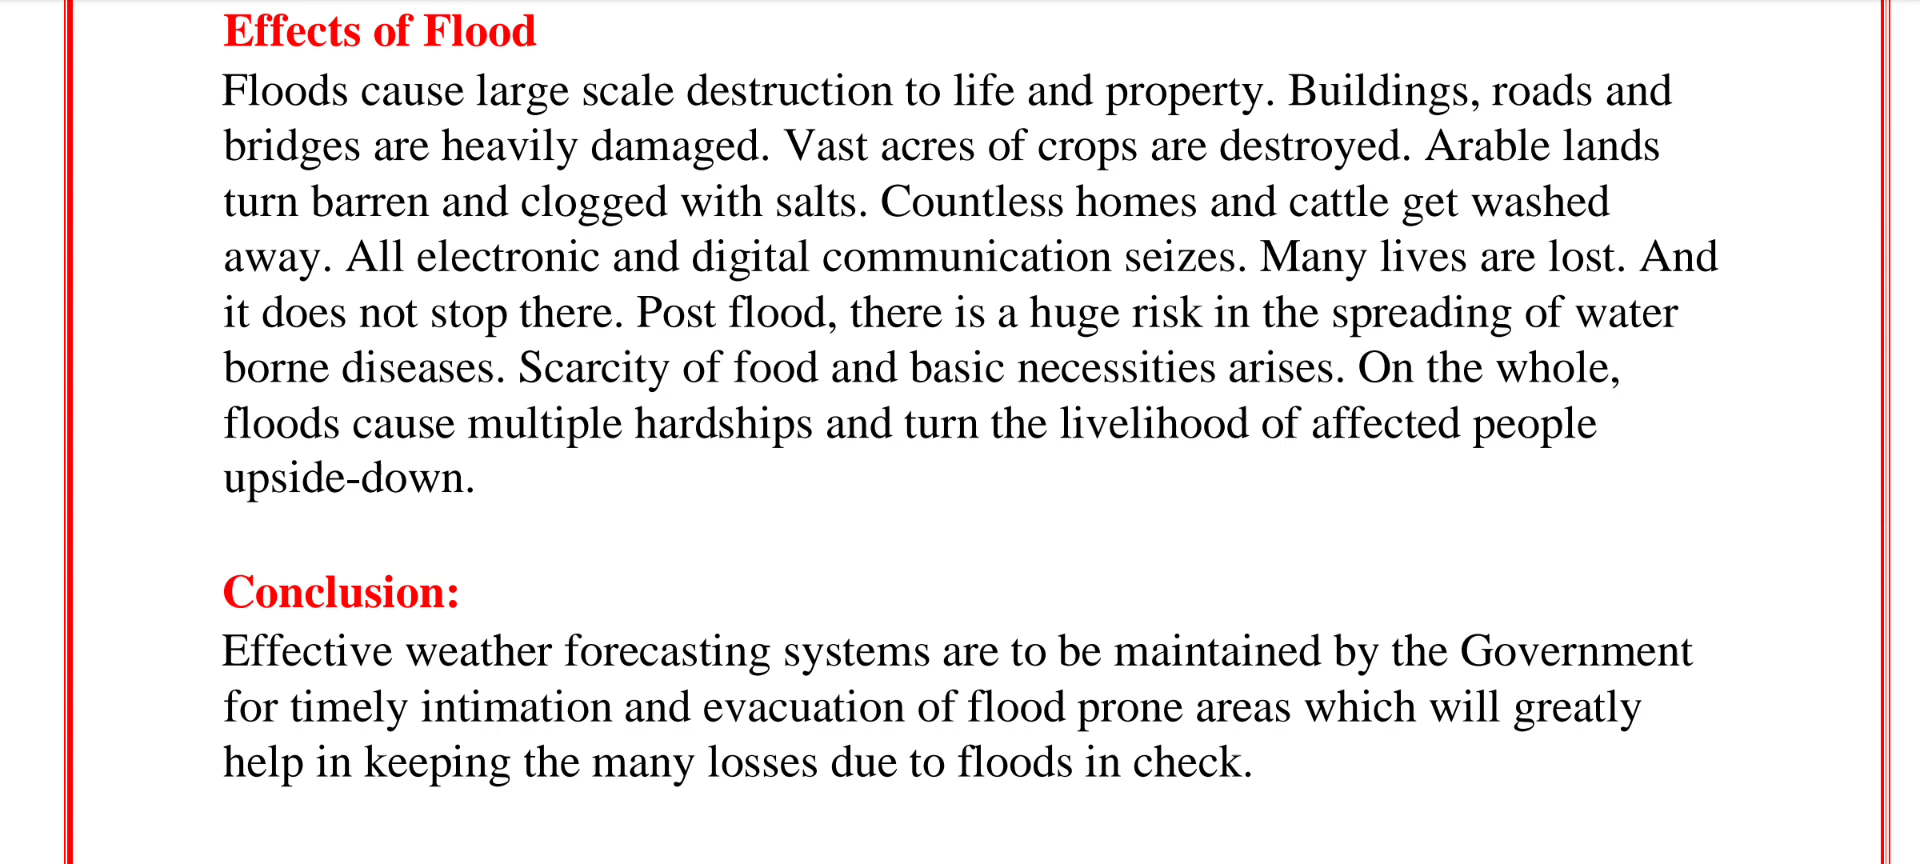 Effects of Flood
Floods cause large scale destruction to life and property. Buildings, roads and
bridges are heavily damaged. Vast acres of crops are destroyed. Arable lands
turn barren and clogged with salts. Countless homes and cattle get washed
away. All electronic and digital communication seizes. Many lives are lost. And
it does not stop there. Post flood, there is a huge risk in the spreading of water
borne diseases. Scarcity of food and basic necessities arises. On the whole,
floods cause multiple hardships and turn the livelihood of affected people
upside-down.
Conclusion:
Effective weather forecasting systems are to be maintained by the Government
for timely intimation and evacuation of flood prone areas which will greatly
help in keeping the many losses due to floods in check.